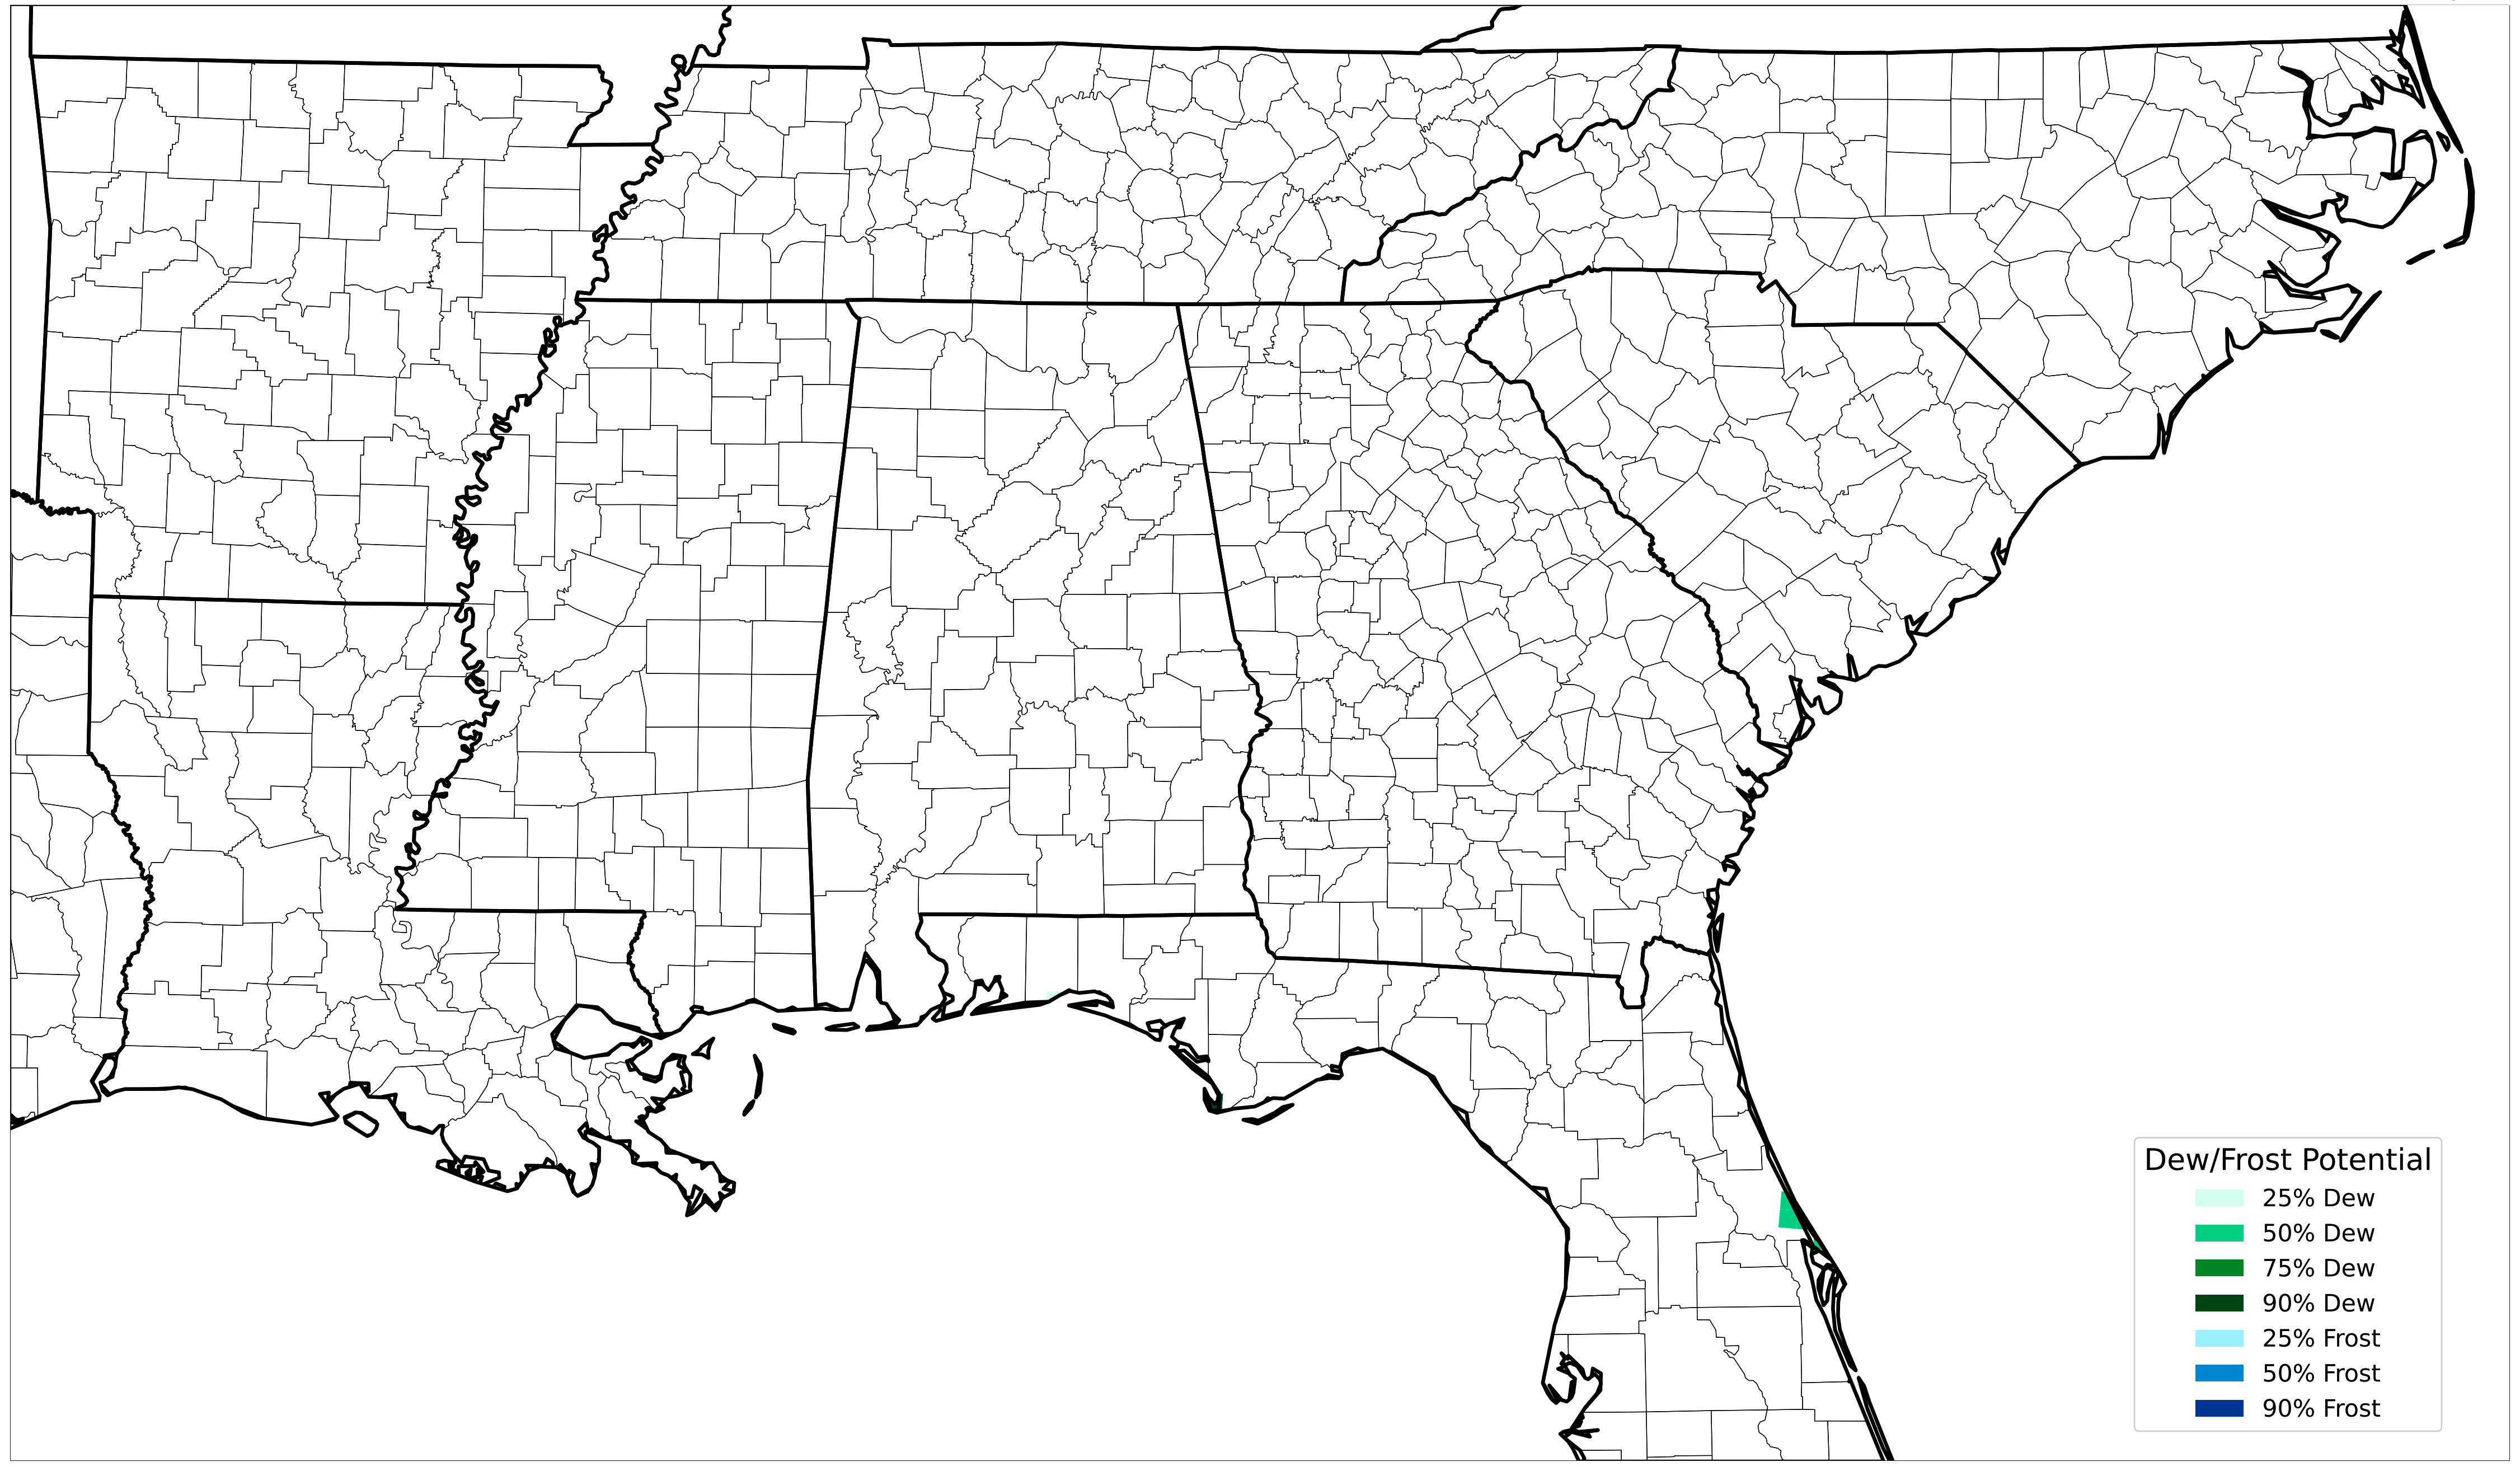 Dew/Frost Potential
25% Dew
50% Dew
75% Dew
90% Dew
25% Frost
50% Frost
90% Frost